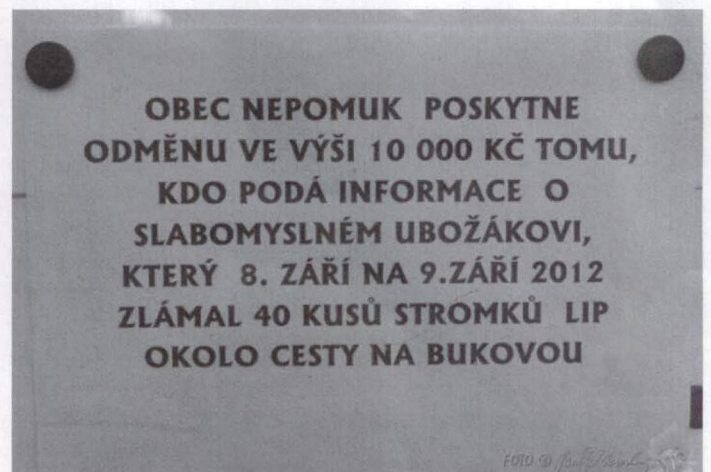 OBEC NEPOMUK POSKYTNE
ODMĚNU VE VÝŠI 10 000 KČ TOMU,
KDO PODÁ INFORMACE O
SLABOMYSLNÉM UBOŽÁKOVI,
KTERÝ 8. ZÁŘÍ NA 9.ZÁŘÍ 2012
ZLÁMAL 40 KUSŮ STROMKŮ LIP
OKOLO CESTY NA BUKOVOU
FOTO